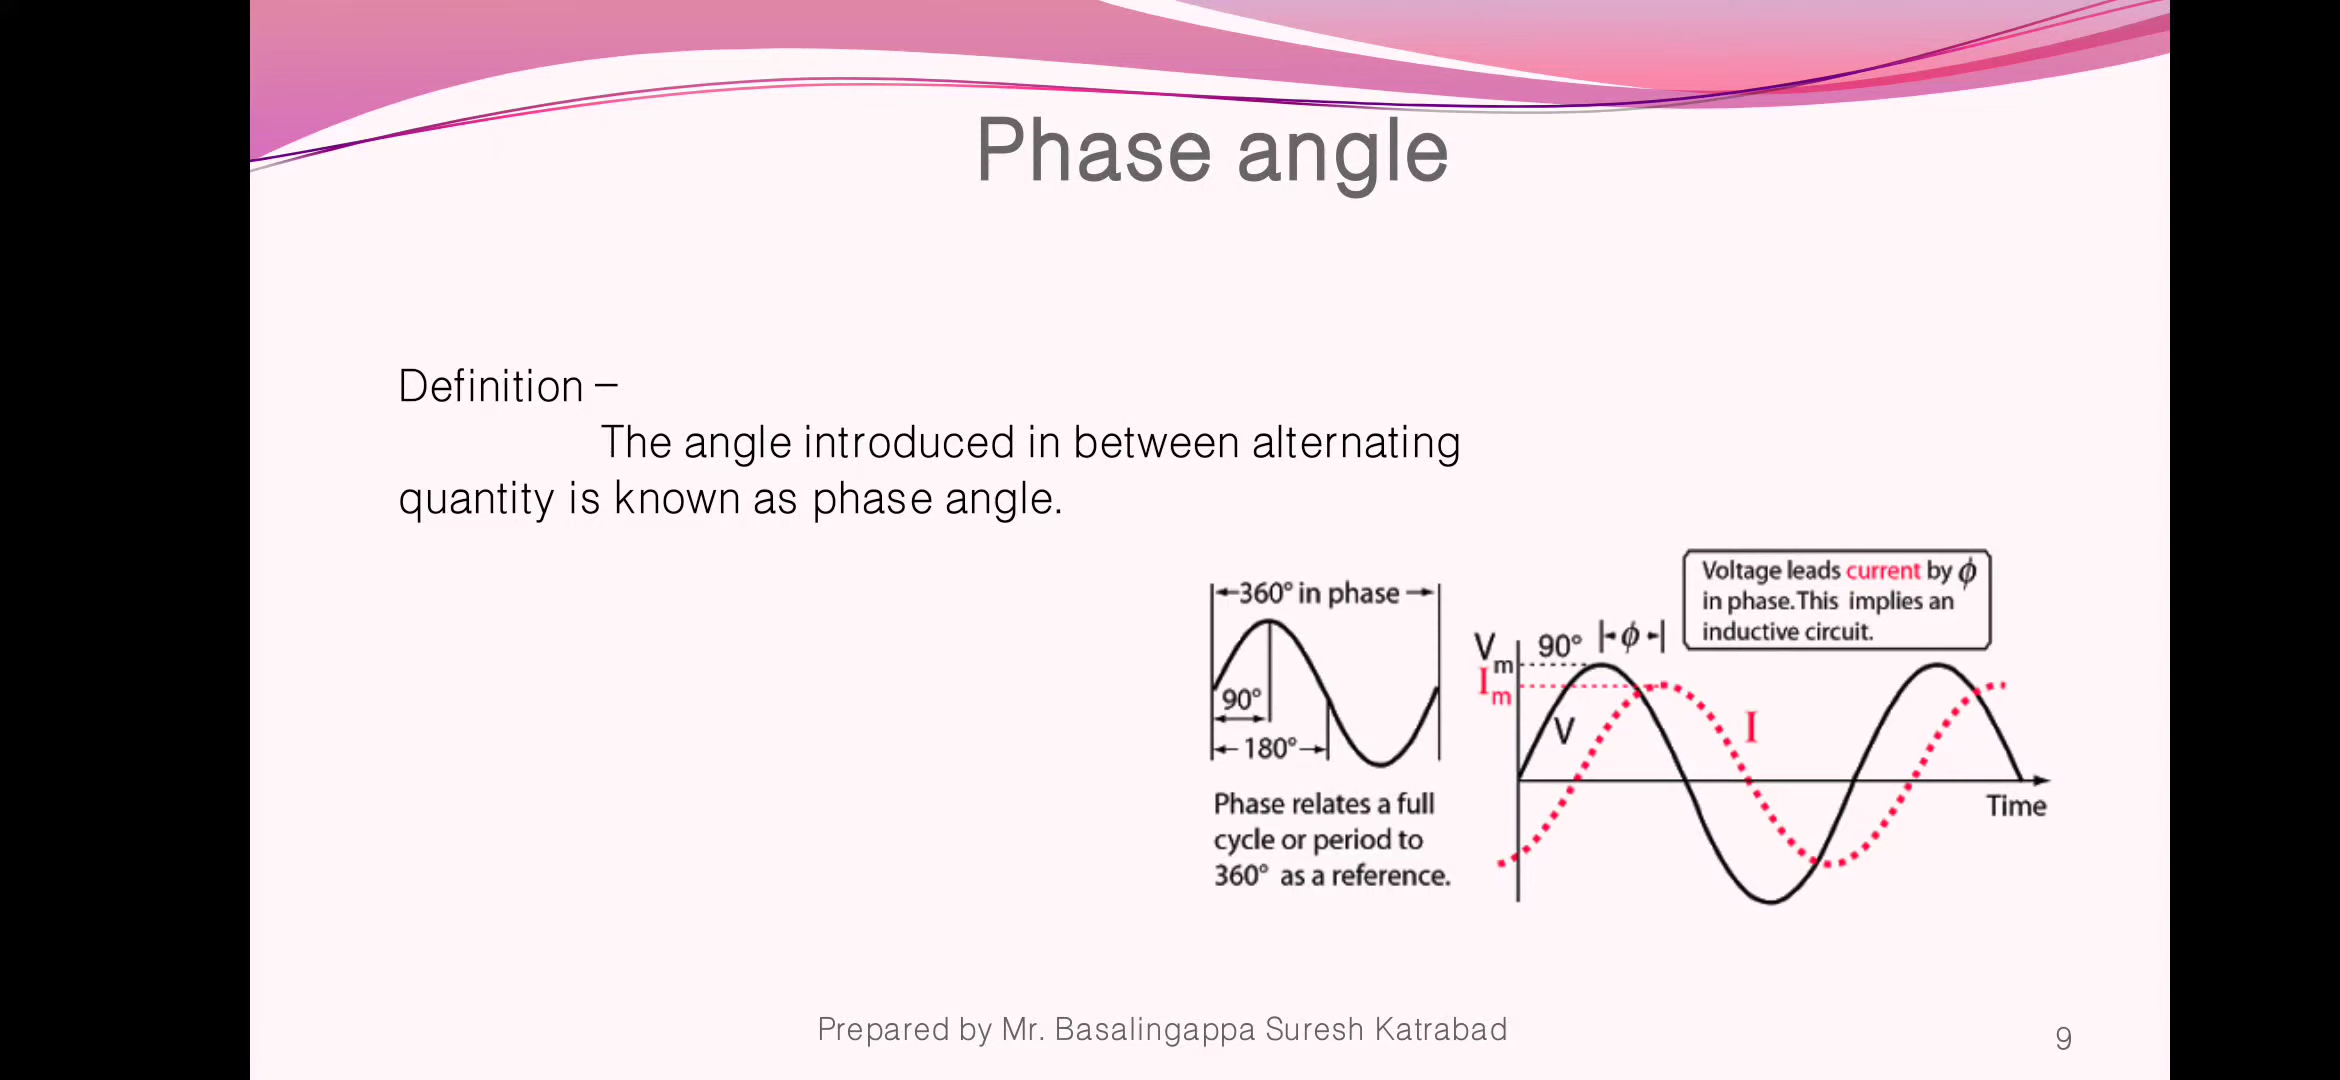 Phase angle
Definition –
The angle introduced in between alternating
quantity is known as phase angle.
360° in phase
90°
180°
Phase relates a full
cycle or period to
360° as a reference.
Voltage leads current by ϕ
in phase. This implies an
inductive circuit.
Vm
Im
90°
ϕ
V
I
Time
Prepared by Mr. Basalingappa Suresh Katrabad
9